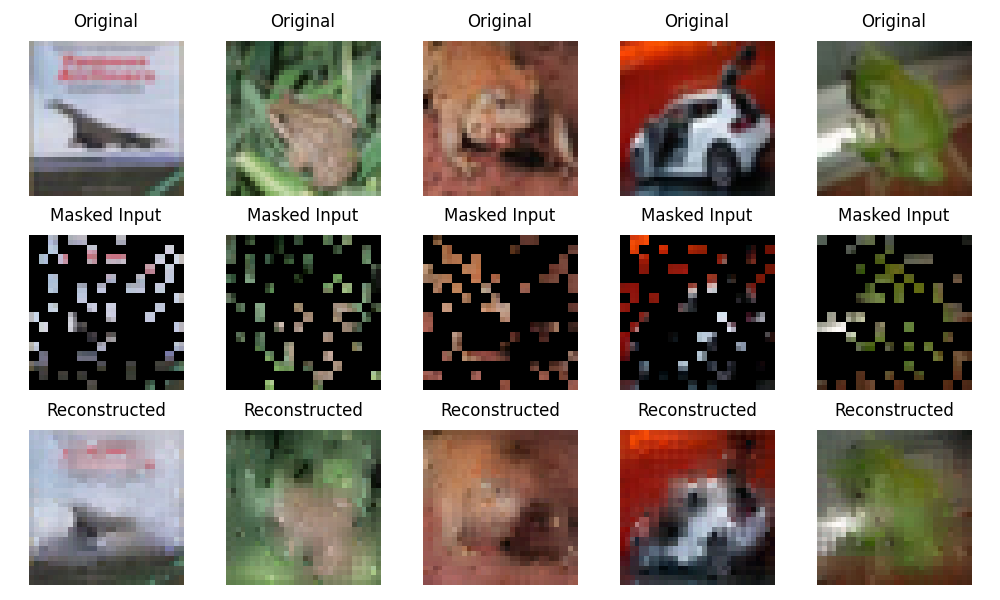 Original Original Original Original Original
Masked Input Masked Input Masked Input Masked Input Masked Input
Reconstructed Reconstructed Reconstructed Reconstructed Reconstructed